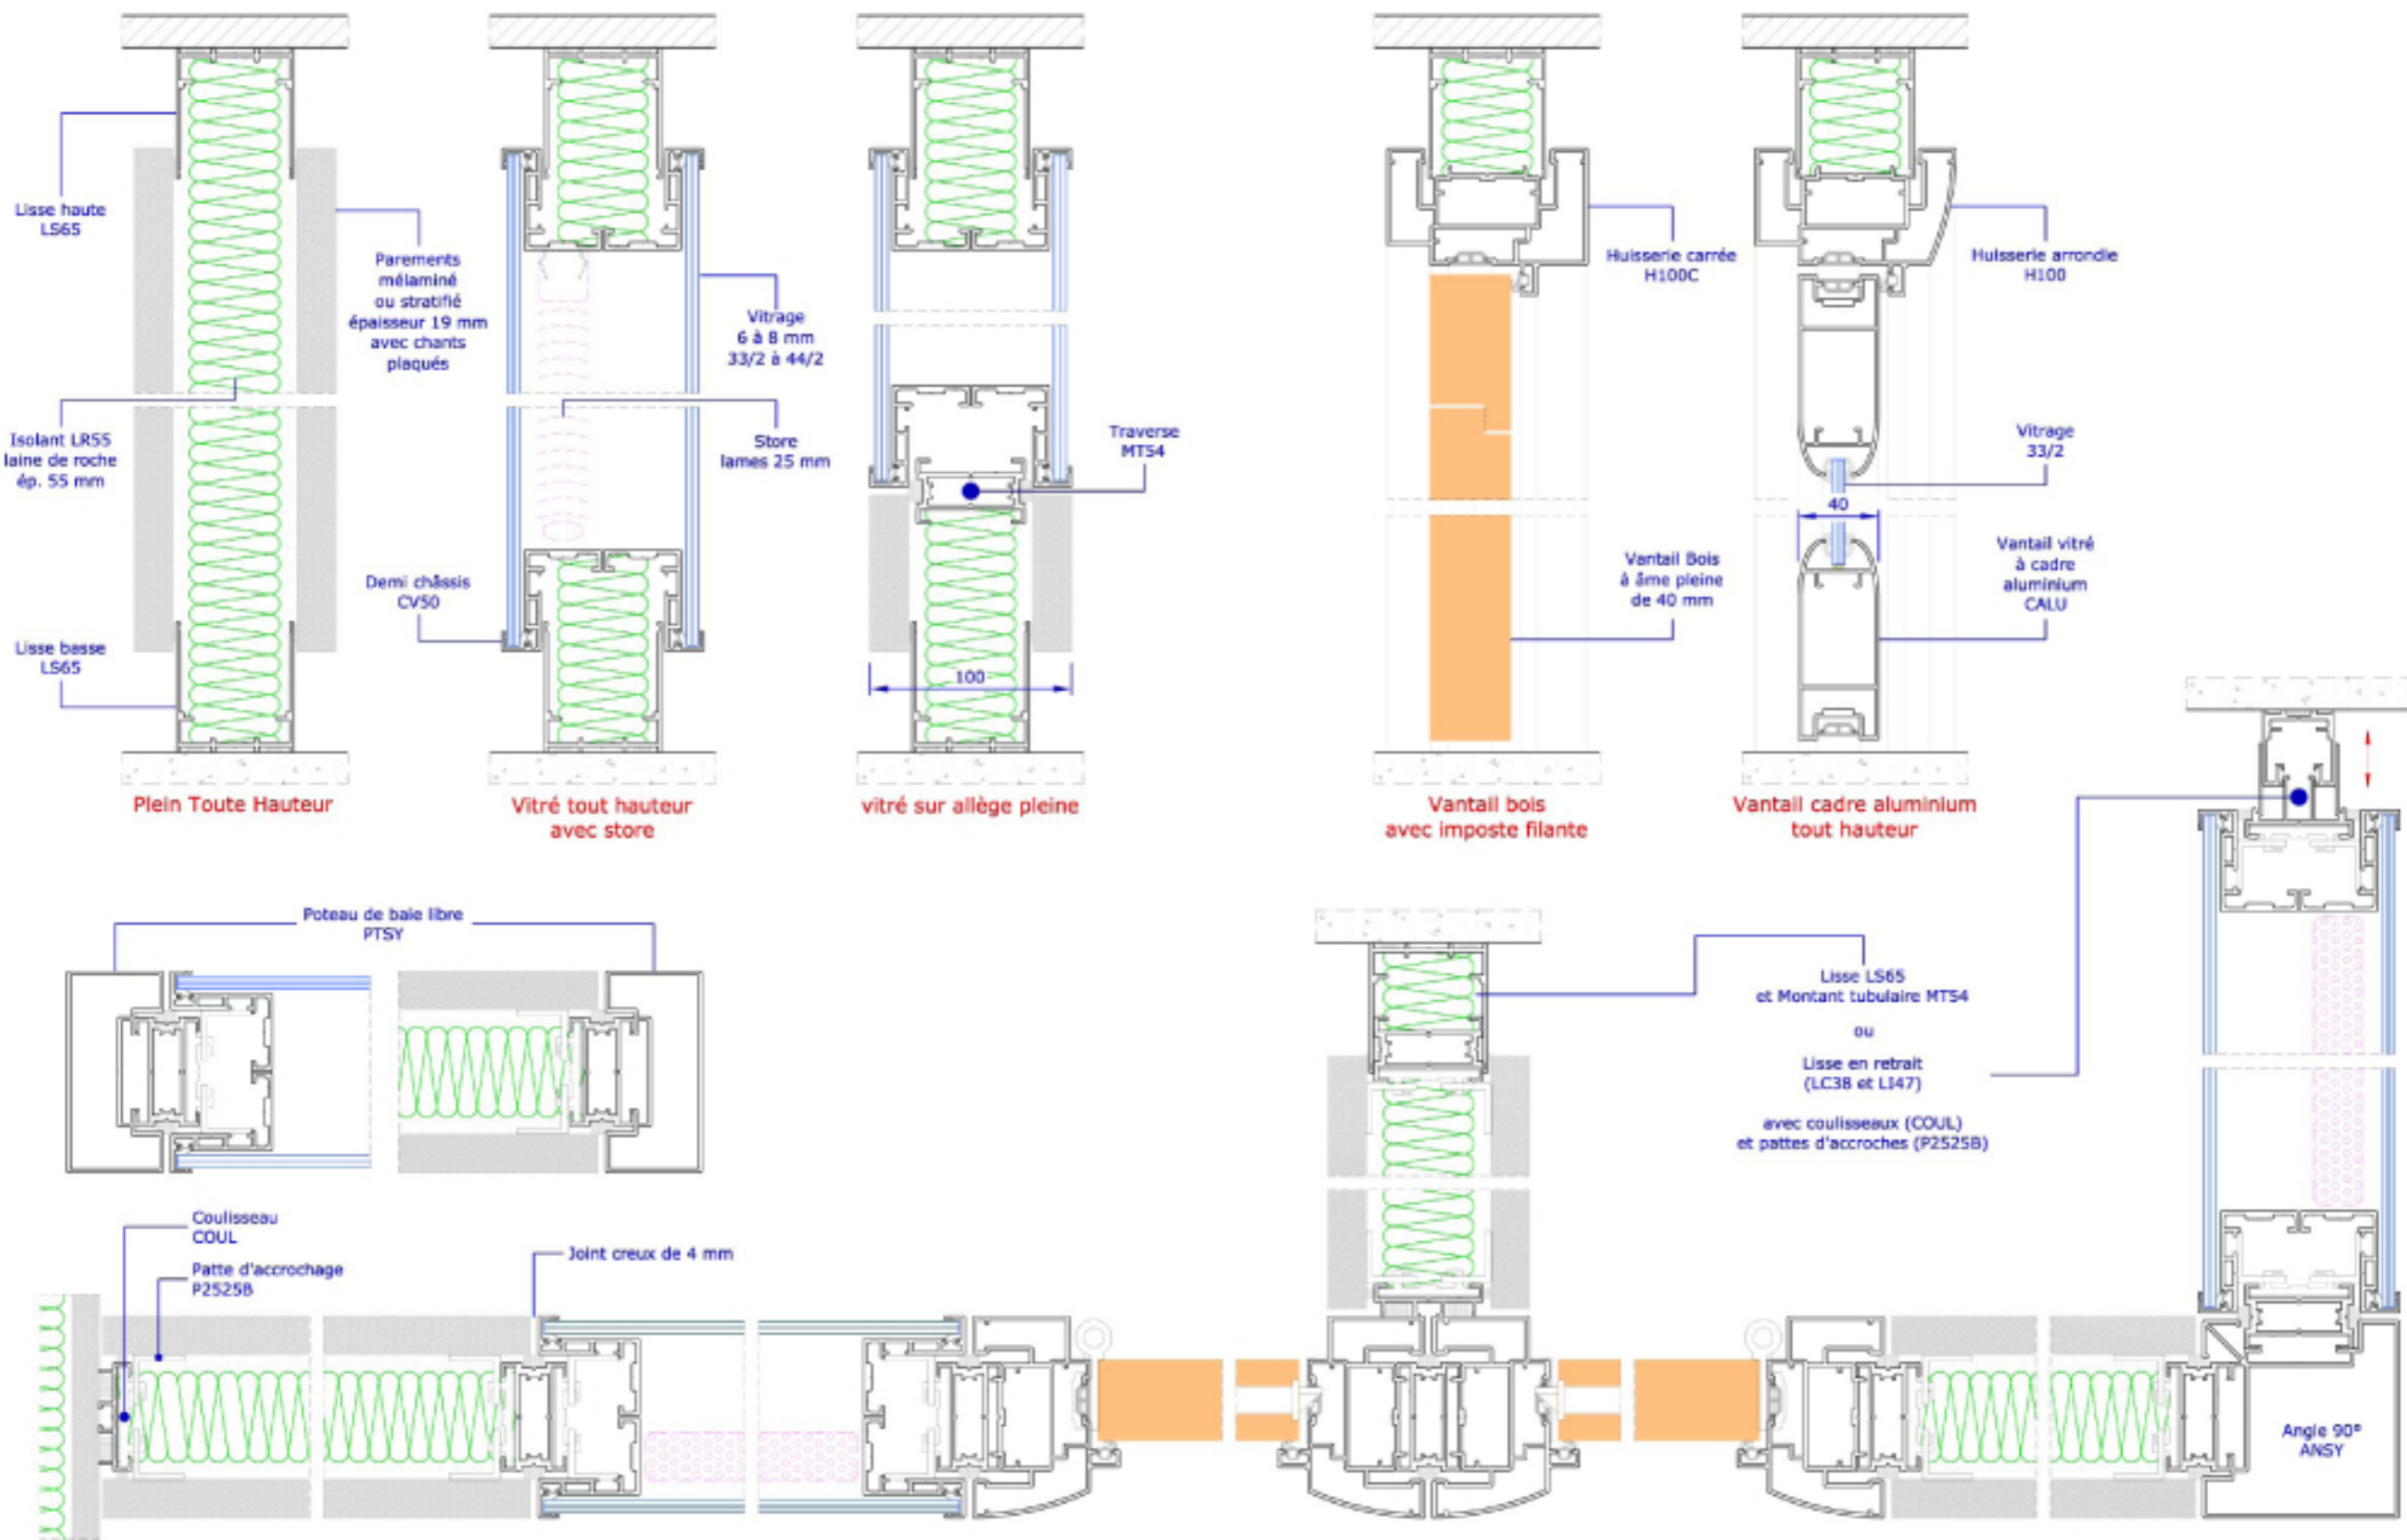 Lisse haute
LS65
Parements
mélaminé
ou stratifié
épaisseur 19 mm
avec chants
plaqués
Isolant LR55
laine de roche
ép. 55 mm
Lisse basse
LS65
Plein Toute Hauteur
Vitrage
6 à 8 mm
33/2 à 44/2
Store
lames 25 mm
Demi châssis
CV50
Vitré tout hauteur
avec store
Traverse
MT54
100
vitré sur allège pleine
Huisserie carrée
H100C
Vantail Bois
à âme pleine
de 40 mm
Vantail bois
avec imposte filante
Huisserie arrondie
H100
Vitrage
33/2
40
Vantail vitré
à cadre
aluminium
CALU
Vantail cadre aluminium
tout hauteur
Poteau de baie libre
PTSY
Lisse LS65
et Montant tubulaire MT54
ou
Lisse en retrait
(LC38 et LI47)
avec coulisseaux (COUL)
et pattes d'accroches (P2525B)
Coulisseau
COUL
Patte d'accrochage
P2525B
Joint creux de 4 mm
Angle 90°
ANSY